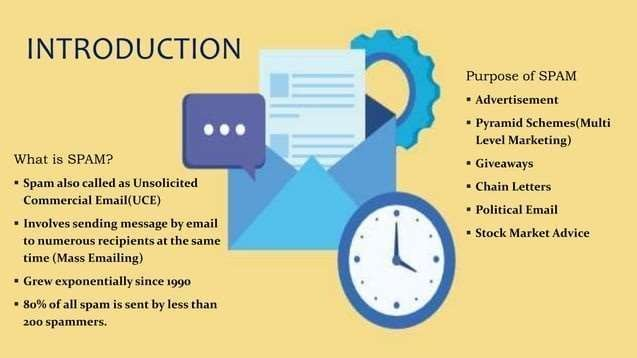 INTRODUCTION
What is SPAM?
▪ Spam also called as Unsolicited
Commercial Email(UCE)
▪ Involves sending message by email
to numerous recipients at the same
time (Mass Emailing)
▪ Grew exponentially since 1990
▪ 80% of all spam is sent by less than
200 spammers.
Purpose of SPAM
▪ Advertisement
▪ Pyramid Schemes(Multi
Level Marketing)
▪ Giveaways
▪ Chain Letters
▪ Political Email
▪ Stock Market Advice